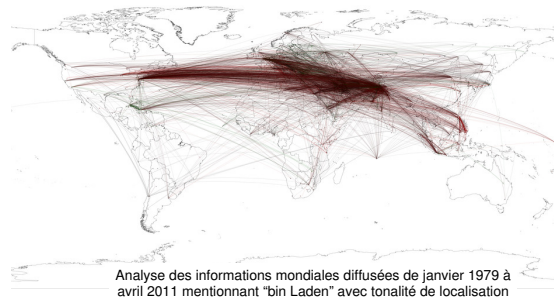 Analyse des informations mondiales diffusées de janvier 1979 à
avril 2011 mentionnant “bin Laden” avec tonalité de localisation